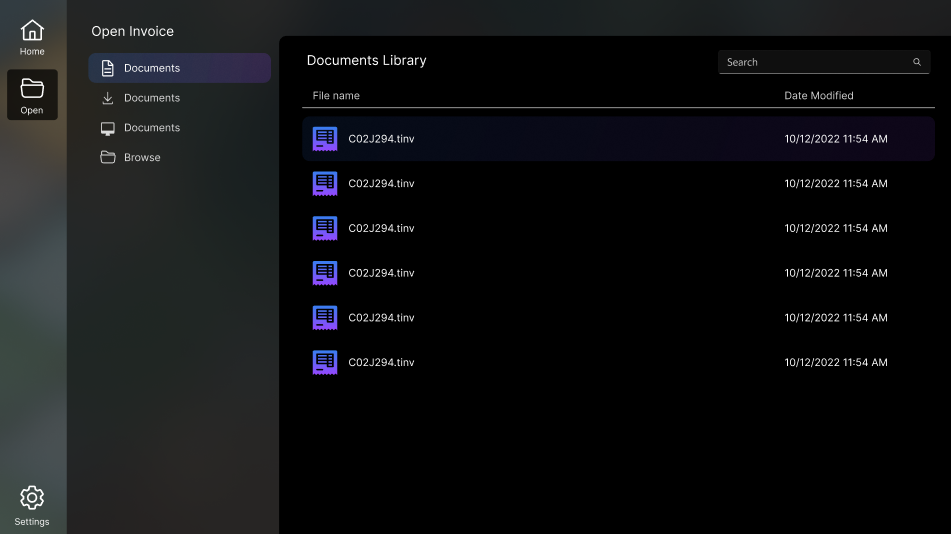 Home
Open
Settings
Open Invoice
Documents
Documents
Documents
Browse
Documents Library
Search
File name Date Modified
C02J294.tinv 10/12/2022 11:54 AM
C02J294.tinv 10/12/2022 11:54 AM
C02J294.tinv 10/12/2022 11:54 AM
C02J294.tinv 10/12/2022 11:54 AM
C02J294.tinv 10/12/2022 11:54 AM
C02J294.tinv 10/12/2022 11:54 AM